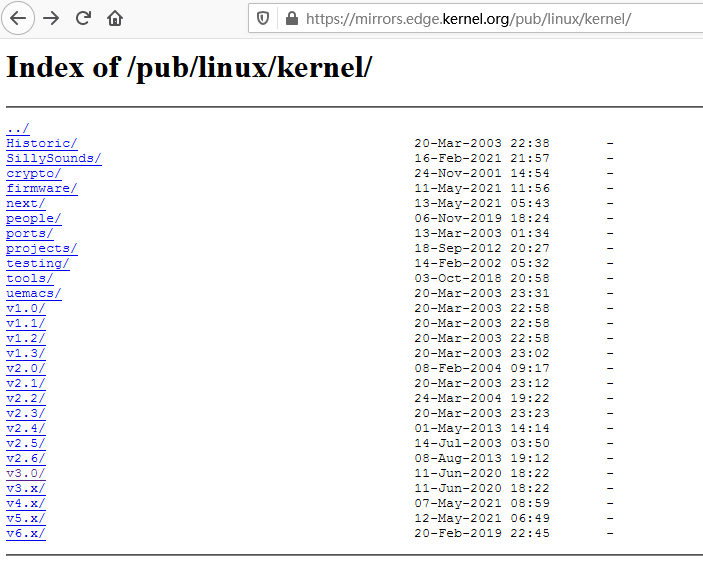 https://mirrors.edge.kernel.org/pub/linux/kernel/
Index of /pub/linux/kernel/
../
Historic/ 20-Mar-2003 22:38 -
SillySounds/ 16-Feb-2021 21:57 -
crypto/ 24-Nov-2001 14:54 -
firmware/ 11-May-2021 11:56 -
next/ 13-May-2021 05:43 -
people/ 06-Nov-2019 18:24 -
ports/ 13-Mar-2003 01:34 -
projects/ 18-Sep-2012 20:27 -
testing/ 14-Feb-2002 05:32 -
tools/ 03-Oct-2018 20:58 -
uemacs/ 20-Mar-2003 23:31 -
v1.0/ 20-Mar-2003 22:58 -
v1.1/ 20-Mar-2003 22:58 -
v1.2/ 20-Mar-2003 22:58 -
v1.3/ 20-Mar-2003 23:02 -
v2.0/ 08-Feb-2004 09:17 -
v2.1/ 20-Mar-2003 23:12 -
v2.2/ 24-Mar-2004 19:22 -
v2.3/ 20-Mar-2003 23:23 -
v2.4/ 01-May-2013 14:14 -
v2.5/ 14-Jul-2003 03:50 -
v2.6/ 08-Aug-2013 19:12 -
v3.0/ 11-Jun-2020 18:22 -
v3.x/ 11-Jun-2020 18:22 -
v4.x/ 07-May-2021 08:59 -
v5.x/ 12-May-2021 06:49 -
v6.x/ 20-Feb-2019 22:45 -